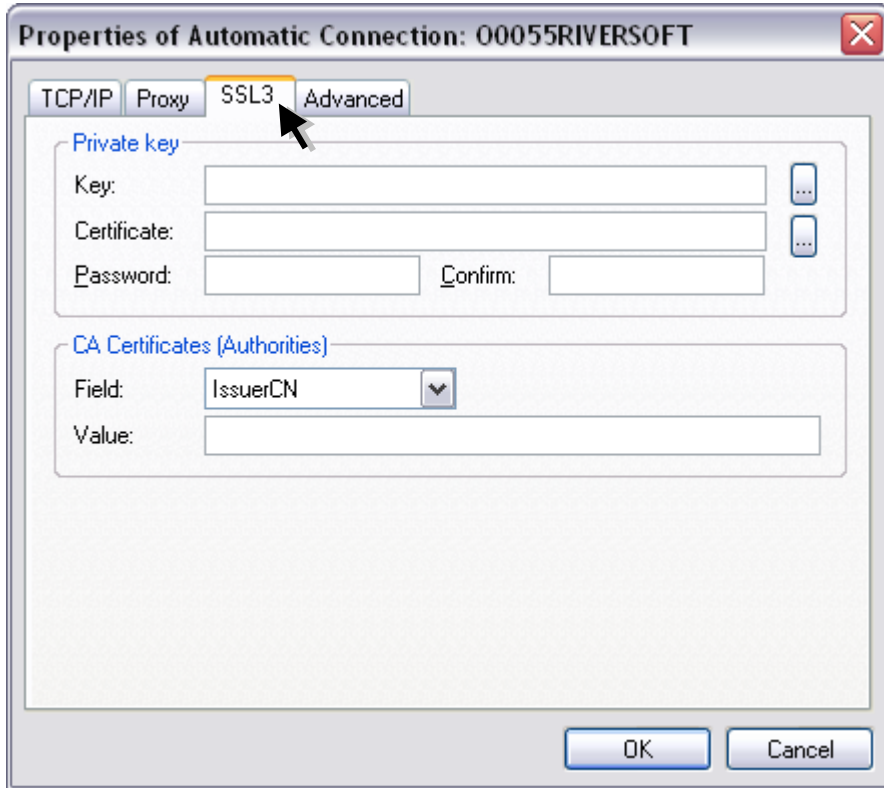 Properties of Automatic Connection: O0055RIVERSOFT
TCP/IP Proxy SSL3 Advanced
Private key
Key: ...
Certificate: ...
Password: Confirm:
CA Certificates (Authorities)
Field: IssuerCN
Value:
OK Cancel